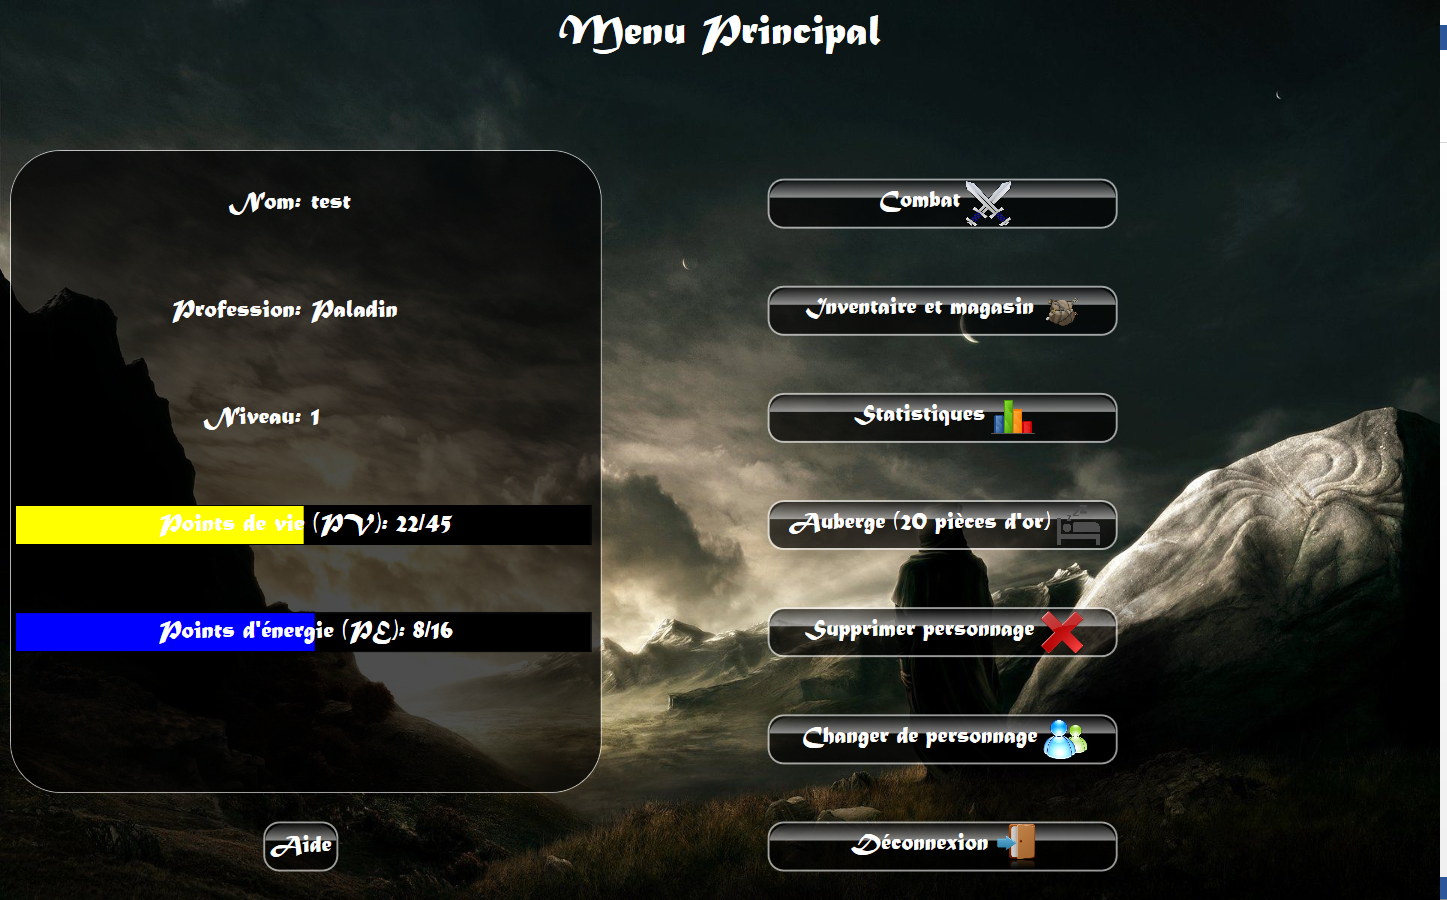 Menu Principal
Nom: test
Profession: Paladin
Niveau: 1
Points de vie (PV): 22/45
Points d'énergie (PE): 8/16
Aide
Combat
Inventaire et magasin
Statistiques
Auberge (20 pièces d'or)
Supprimer personnage
Changer de personnage
Déconnexion